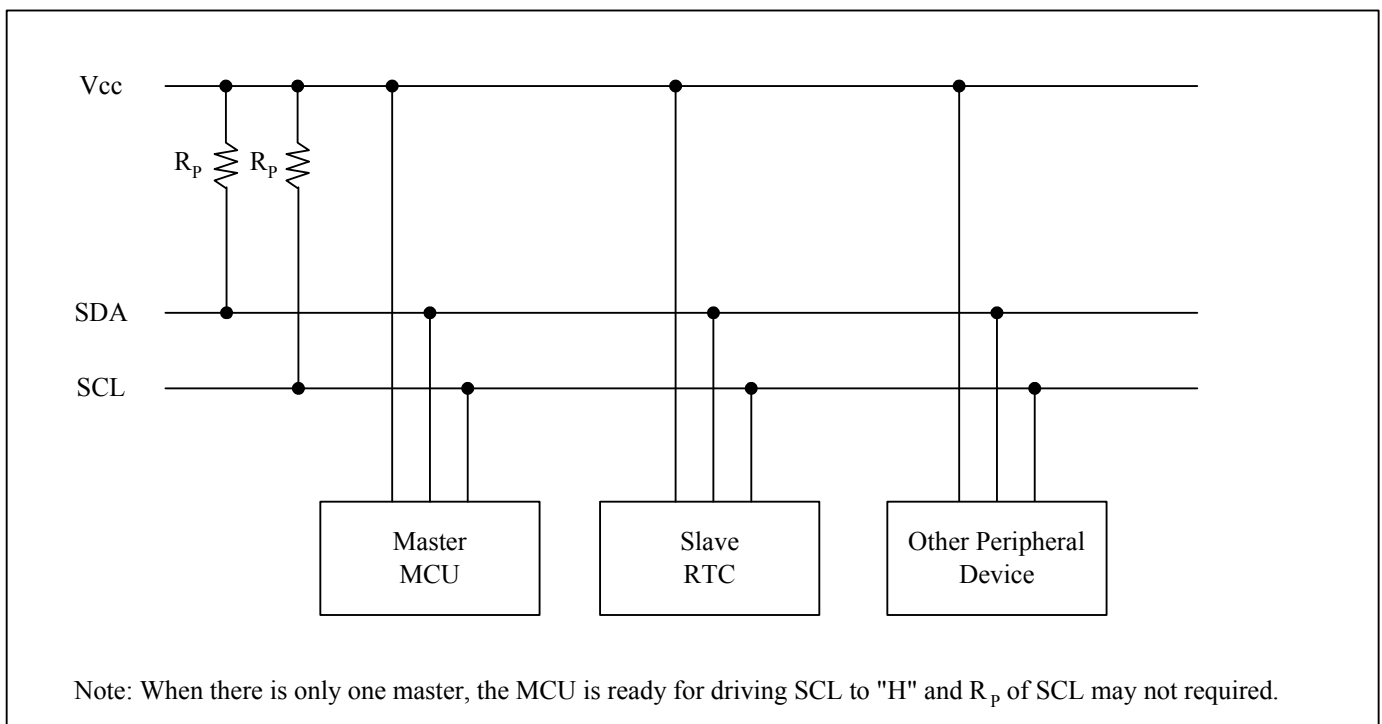 Vcc
R_P R_P
SDA
SCL
Master
MCU
Slave
RTC
Other Peripheral
Device
Note: When there is only one master, the MCU is ready for driving SCL to "H" and R_P of SCL may not required.